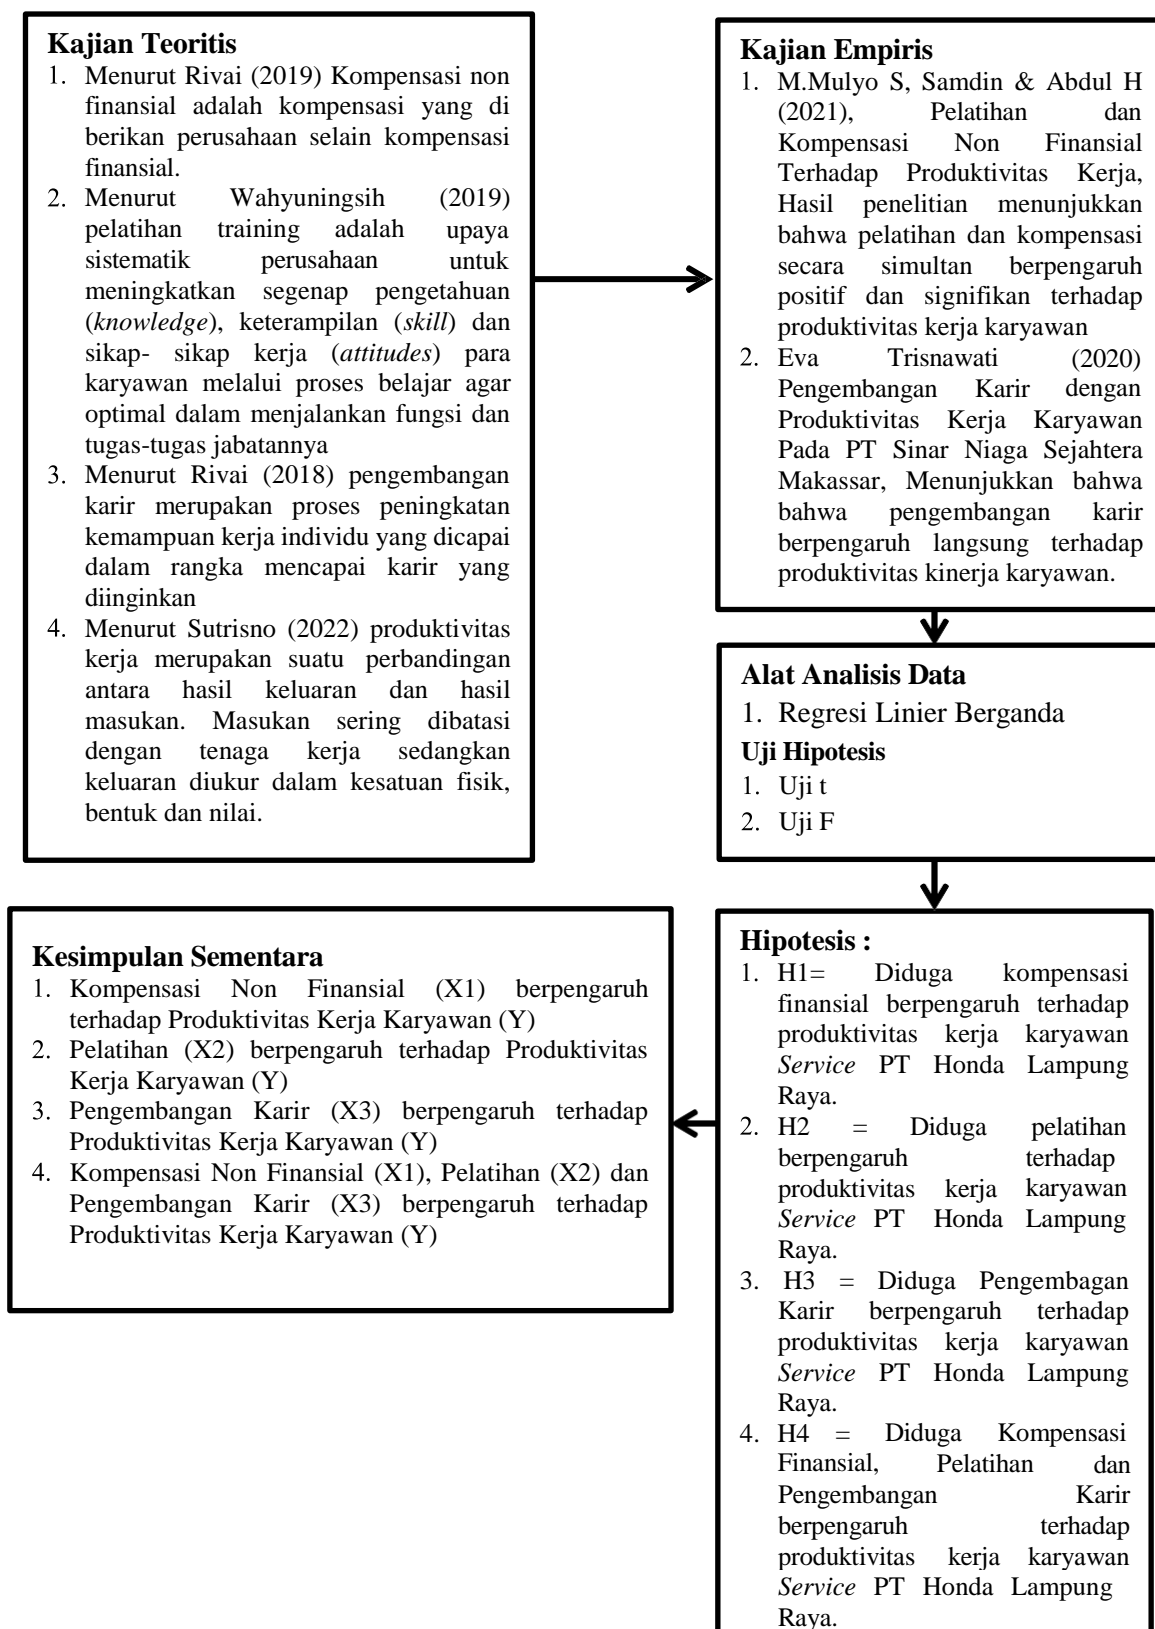 Kajian Teoritis
1. Menurut Rivai (2019) Kompensasi non
finansial adalah kompensasi yang di
berikan perusahaan selain kompensasi
finansial.
2. Menurut Wahyuningsih (2019)
pelatihan training adalah upaya
sistematik perusahaan untuk
meningkatkan segenap pengetahuan
(knowledge), keterampilan (skill) dan
sikap- sikap kerja (attitudes) para
karyawan melalui proses belajar agar
optimal dalam menjalankan fungsi dan
tugas-tugas jabatannya
3. Menurut Rivai (2018) pengembangan
karir merupakan proses peningkatan
kemampuan kerja individu yang dicapai
dalam rangka mencapai karir yang
diinginkan
4. Menurut Sutrisno (2022) produktivitas
kerja merupakan suatu perbandingan
antara hasil keluaran dan hasil
masukan. Masukan sering dibatasi
dengan tenaga kerja sedangkan
keluaran diukur dalam kesatuan fisik,
bentuk dan nilai.
Kajian Empiris
1. M.Mulyo S, Samdin & Abdul H
(2021), Pelatihan dan
Kompensasi Non Finansial
Terhadap Produktivitas Kerja,
Hasil penelitian menunjukkan
bahwa pelatihan dan kompensasi
secara simultan berpengaruh
positif dan signifikan terhadap
produktivitas kerja karyawan
2. Eva Trisnawati (2020)
Pengembangan Karir dengan
Produktivitas Kerja Karyawan
Pada PT Sinar Niaga Sejahtera
Makassar, Menunjukkan bahwa
bahwa pengembangan karir
berpengaruh langsung terhadap
produktivitas kinerja karyawan.
Alat Analisis Data
1. Regresi Linier Berganda
Uji Hipotesis
1. Uji t
2. Uji F
Hipotesis :
1. H1= Diduga kompensasi
finansial berpengaruh terhadap
produktivitas kerja karyawan
Service PT Honda Lampung
Raya.
2. H2 = Diduga pelatihan
berpengaruh terhadap
produktivitas kerja karyawan
Service PT Honda Lampung
Raya.
3. H3 = Diduga Pengembagan
Karir berpengaruh terhadap
produktivitas kerja karyawan
Service PT Honda Lampung
Raya.
4. H4 = Diduga Kompensasi
Finansial, Pelatihan dan
Pengembangan Karir
berpengaruh terhadap
produktivitas kerja karyawan
Service PT Honda Lampung
Raya.
Kesimpulan Sementara
1. Kompensasi Non Finansial (X1) berpengaruh
terhadap Produktivitas Kerja Karyawan (Y)
2. Pelatihan (X2) berpengaruh terhadap Produktivitas
Kerja Karyawan (Y)
3. Pengembangan Karir (X3) berpengaruh terhadap
Produktivitas Kerja Karyawan (Y)
4. Kompensasi Non Finansial (X1), Pelatihan (X2) dan
Pengembangan Karir (X3) berpengaruh terhadap
Produktivitas Kerja Karyawan (Y)